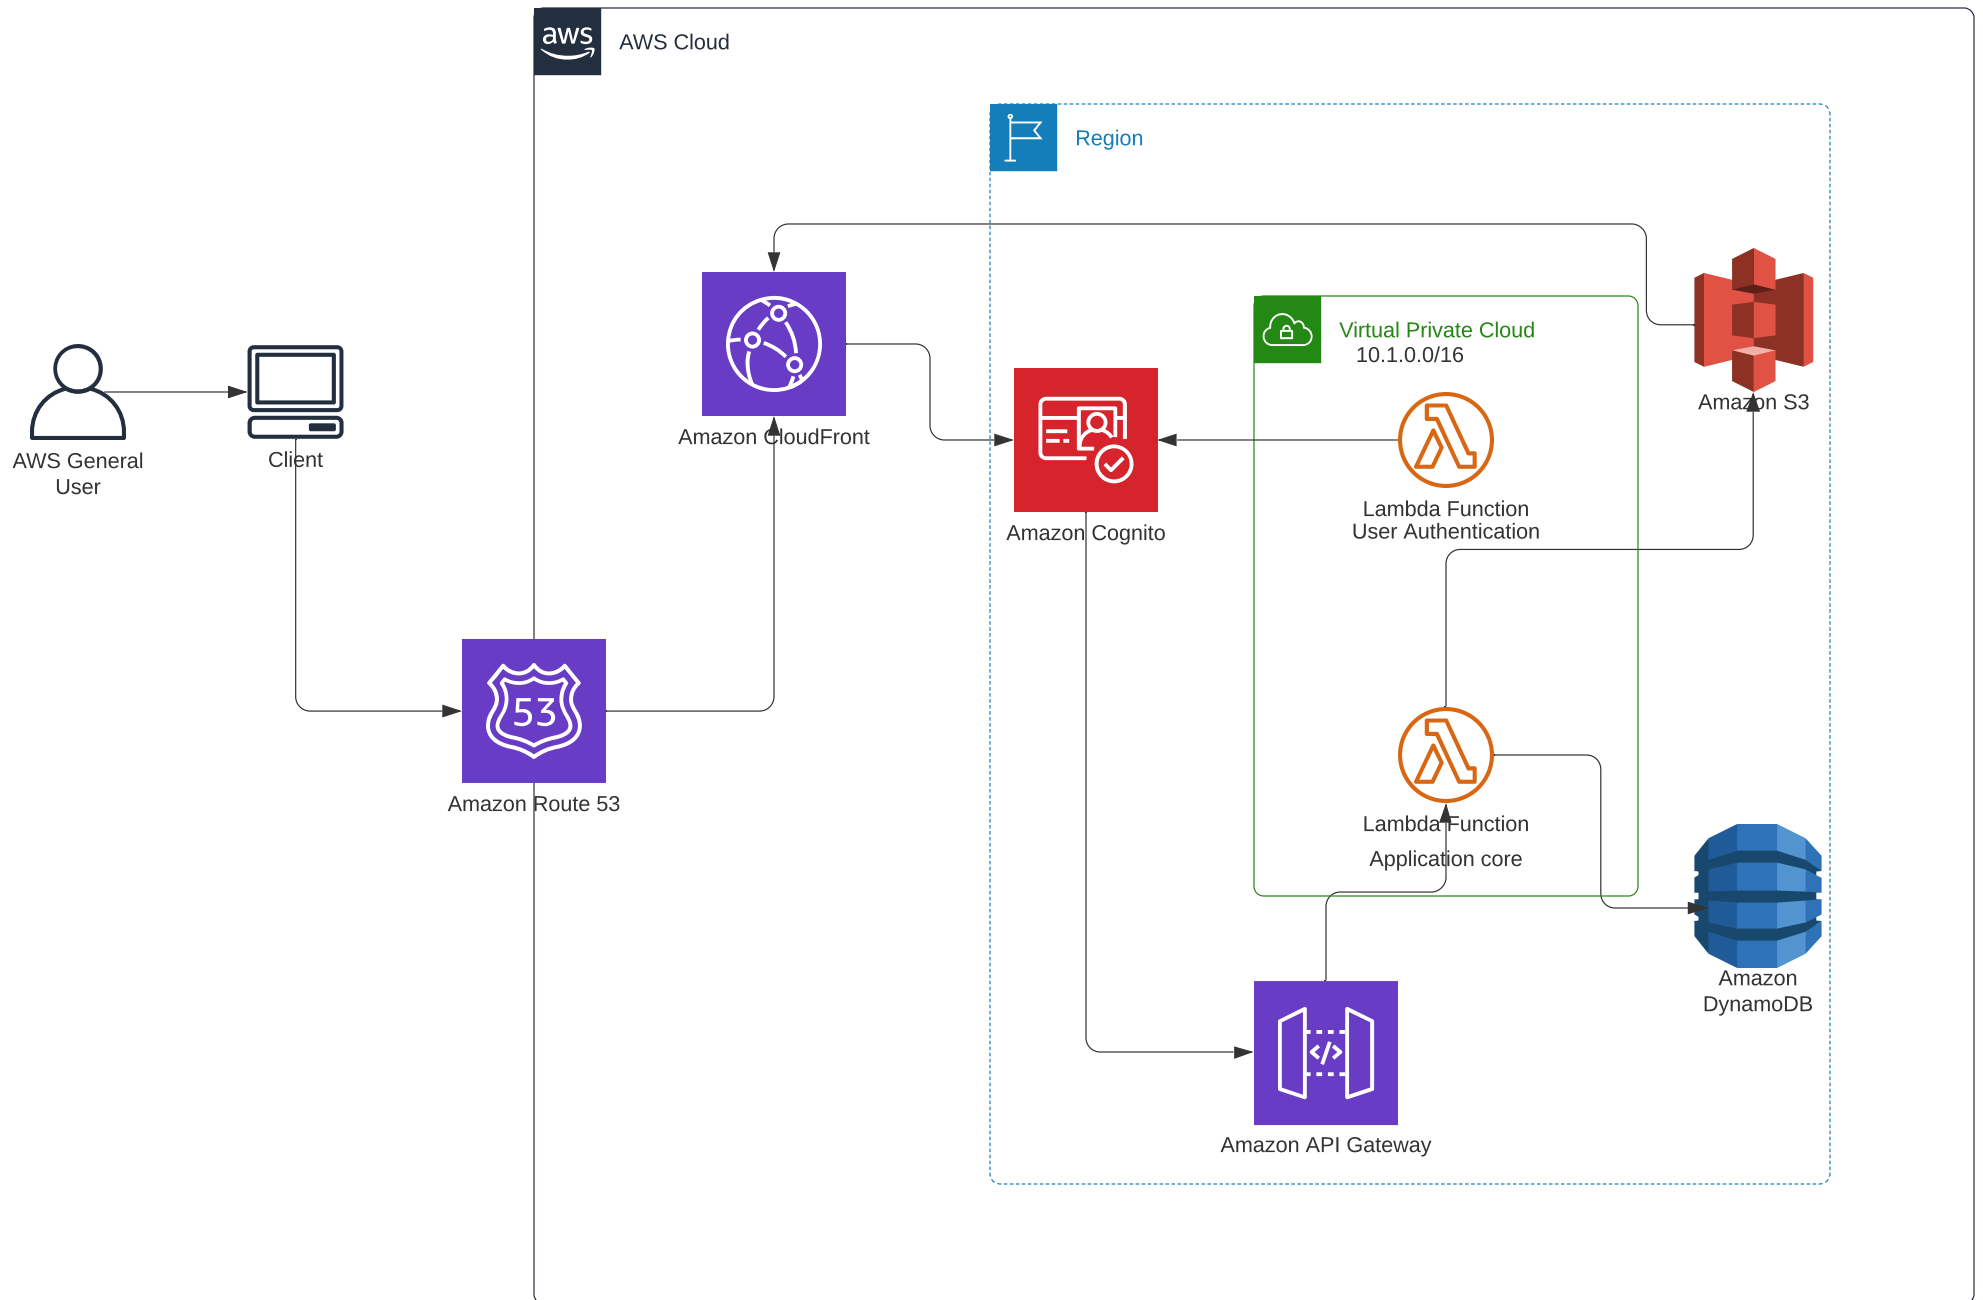 aws
AWS Cloud
Region
Virtual Private Cloud
10.1.0.0/16
Amazon S3
Amazon CloudFront
AWS General
User
Client
Lambda Function
User Authentication
Amazon Cognito
53
Amazon Route 53
Lambda Function
Application core
Amazon
DynamoDB
</>
Amazon API Gateway